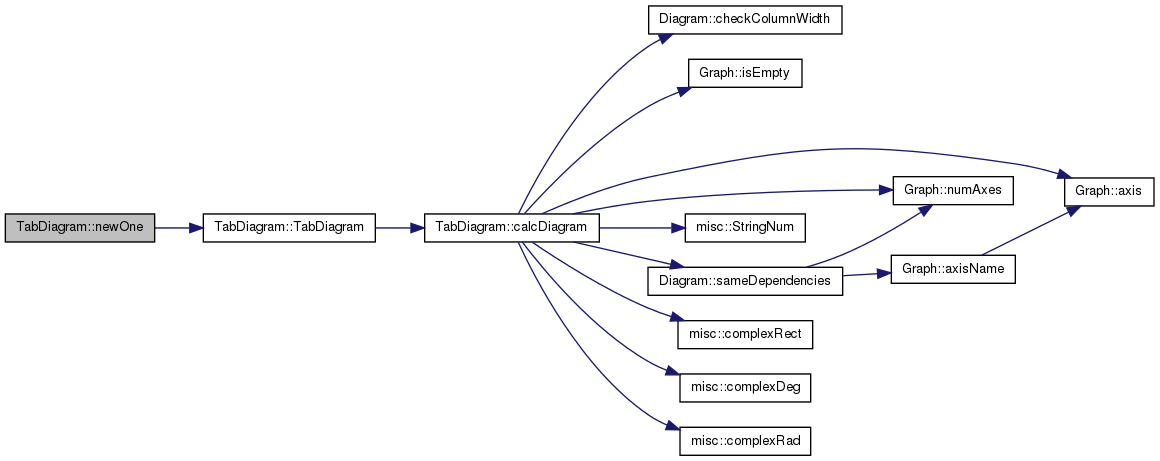 TabDiagram::newOne
TabDiagram::TabDiagram
TabDiagram::calcDiagram
Diagram::checkColumnWidth
Graph::isEmpty
Graph::axis
Graph::numAxes
misc::StringNum
Diagram::sameDependencies
Graph::axisName
misc::complexRect
misc::complexDeg
misc::complexRad